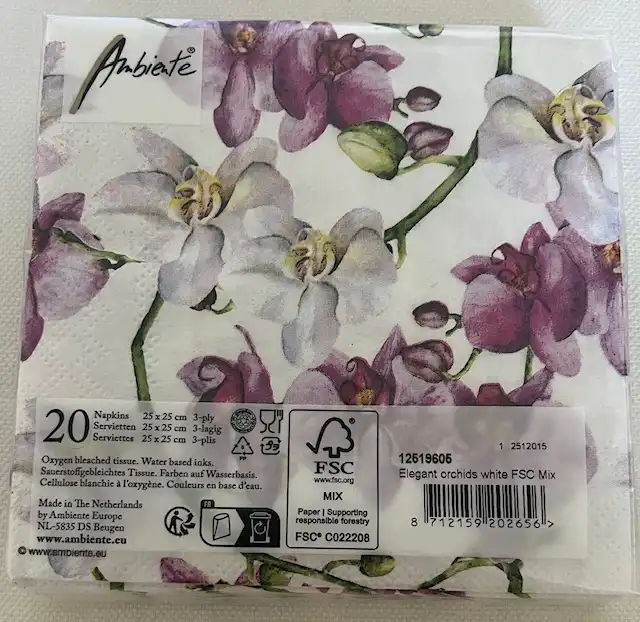 Ambiente®
20 Napkins 25 x 25 cm 3-ply
Servietten 25 x 25 cm 3-lagig
Serviettes 25 x 25 cm 3-plis
PP
Oxygen bleached tissue. Water based inks.
Sauerstoffgebleichtes Tissue. Farben auf Wasserbasis.
Cellulose blanchie à l'oxygène. Couleurs en base d'eau.
Made in The Netherlands
by Ambiente Europe
NL-5835 DS Beugen
www.ambiente.eu
© www.ambiente.eu
FR
FSC
www.fsc.org
MIX
Paper | Supporting
responsible forestry
FSC® C022208
12519605
1 2512015
Elegant orchids white FSC Mix
8 712159 202656 >